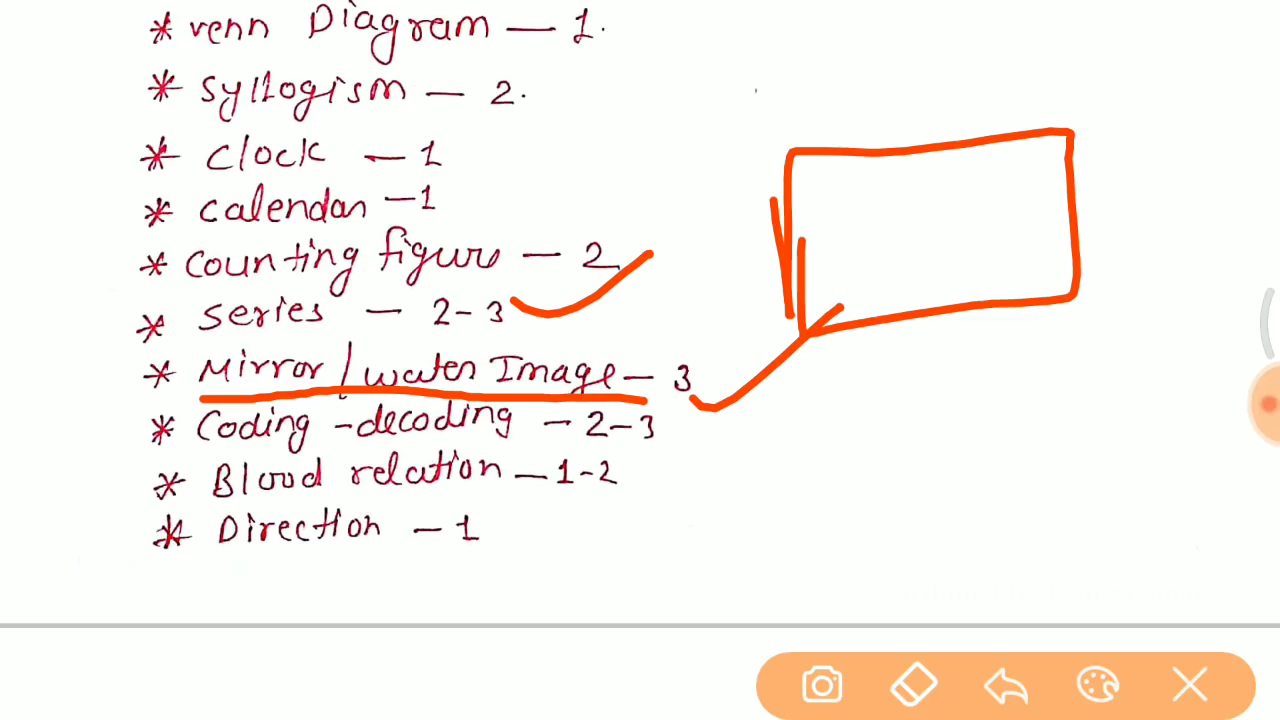 * venn Diagram — 1.
* Syllogism — 2.
* Clock — 1
* Calendar — 1
* Counting figure — 2
* Series — 2-3
* Mirror/water Image — 3
* Coding-decoding — 2-3
* Blood relation — 1-2
* Direction — 1